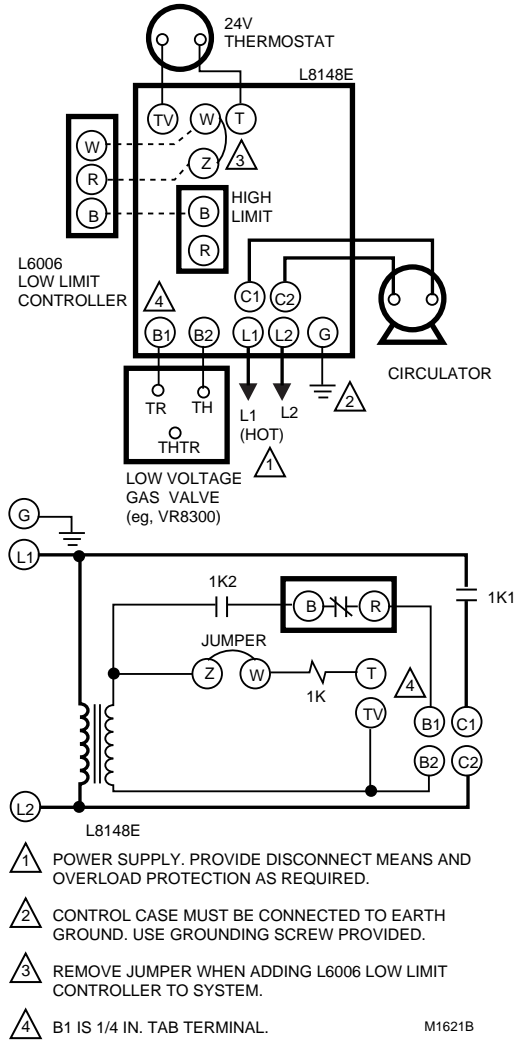 24V
THERMOSTAT
L8148E
TV W T
W
Z
3
R
B
HIGH
LIMIT
B
R
L6006
LOW LIMIT
CONTROLLER
4
C1 C2
B1 B2 L1 L2 G
CIRCULATOR
2
TR TH
THTR
L1
(HOT)
L2
1
LOW VOLTAGE
GAS VALVE
(eg, VR8300)
G
L1
1K2
B R
1K1
JUMPER
Z W T
1K
4
TV
B1 C1
B2 C2
L2
L8148E
1 POWER SUPPLY. PROVIDE DISCONNECT MEANS AND
OVERLOAD PROTECTION AS REQUIRED.
2 CONTROL CASE MUST BE CONNECTED TO EARTH
GROUND. USE GROUNDING SCREW PROVIDED.
3 REMOVE JUMPER WHEN ADDING L6006 LOW LIMIT
CONTROLLER TO SYSTEM.
4 B1 IS 1/4 IN. TAB TERMINAL.
M1621B